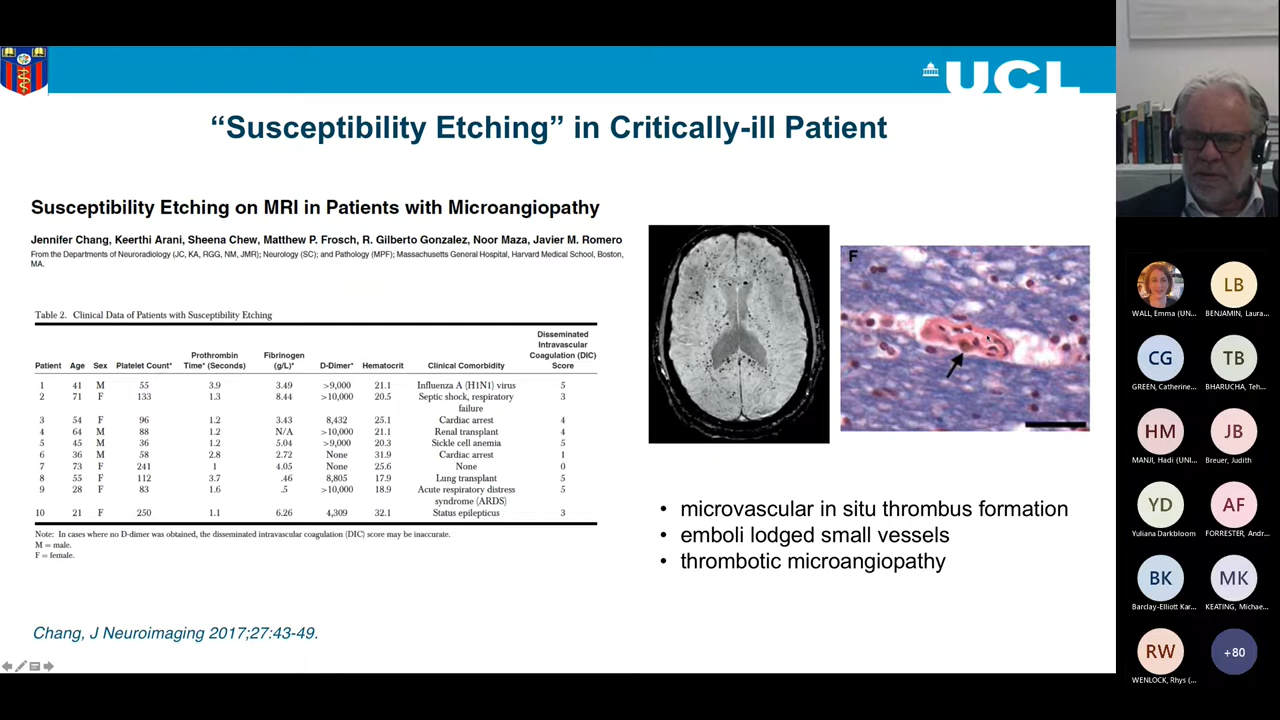 UCL
“Susceptibility Etching” in Critically-ill Patient
Susceptibility Etching on MRI in Patients with Microangiopathy
Jennifer Chang, Keerthi Arani, Sheena Chew, Matthew P. Frosch, R. Gilberto Gonzalez, Noor Maza, Javier M. Romero
From the Departments of Neuroradiology (JC, KA, RGG, NM, JMR); Neurology (SC); and Pathology (MPF); Massachusetts General Hospital, Harvard Medical School, Boston,
MA.
Table 2. Clinical Data of Patients with Susceptibility Etching
Patient Age Sex Platelet Count* Prothrombin Time* (Seconds) Fibrinogen (g/L)* D-Dimer* Hematocrit Clinical Comorbidity Disseminated Intravascular Coagulation (DIC) Score
1 41 M 55 3.9 3.49 >9,000 21.1 Influenza A (H1N1) virus 5
2 71 F 133 1.3 8.44 >10,000 20.5 Septic shock, respiratory failure 3
3 54 F 96 1.2 3.43 8,432 25.1 Cardiac arrest 4
4 64 M 88 1.2 N/A >10,000 21.1 Renal transplant 4
5 45 M 36 1.2 5.04 >9,000 20.3 Sickle cell anemia 5
6 36 M 58 2.8 2.72 None 31.9 Cardiac arrest 1
7 73 F 241 1 4.05 None 25.6 None 0
8 55 F 112 3.7 .46 8,805 17.9 Lung transplant 5
9 28 F 83 1.6 .5 >10,000 18.9 Acute respiratory distress syndrome (ARDS) 5
10 21 F 250 1.1 6.26 4,309 32.1 Status epilepticus 3
Note: In cases where no D-dimer was obtained, the disseminated intravascular coagulation (DIC) score may be inaccurate.
M = male.
F = female.
F
• microvascular in situ thrombus formation
• emboli lodged small vessels
• thrombotic microangiopathy
Chang, J Neuroimaging 2017;27:43-49.
LB
WALL, Emma (UN... BENJAMIN, Laura...
CG TB
GREEN, Catherine... BHARUCHA, Teh...
HM JB
MANJI, Hadi (UNI... Breuer, Judith
YD AF
Yuliana Darkbloom FORRESTER, Andr...
BK MK
Barclay-Elliott Kar... KEATING, Michae...
RW +80
WENLOCK, Rhys (...